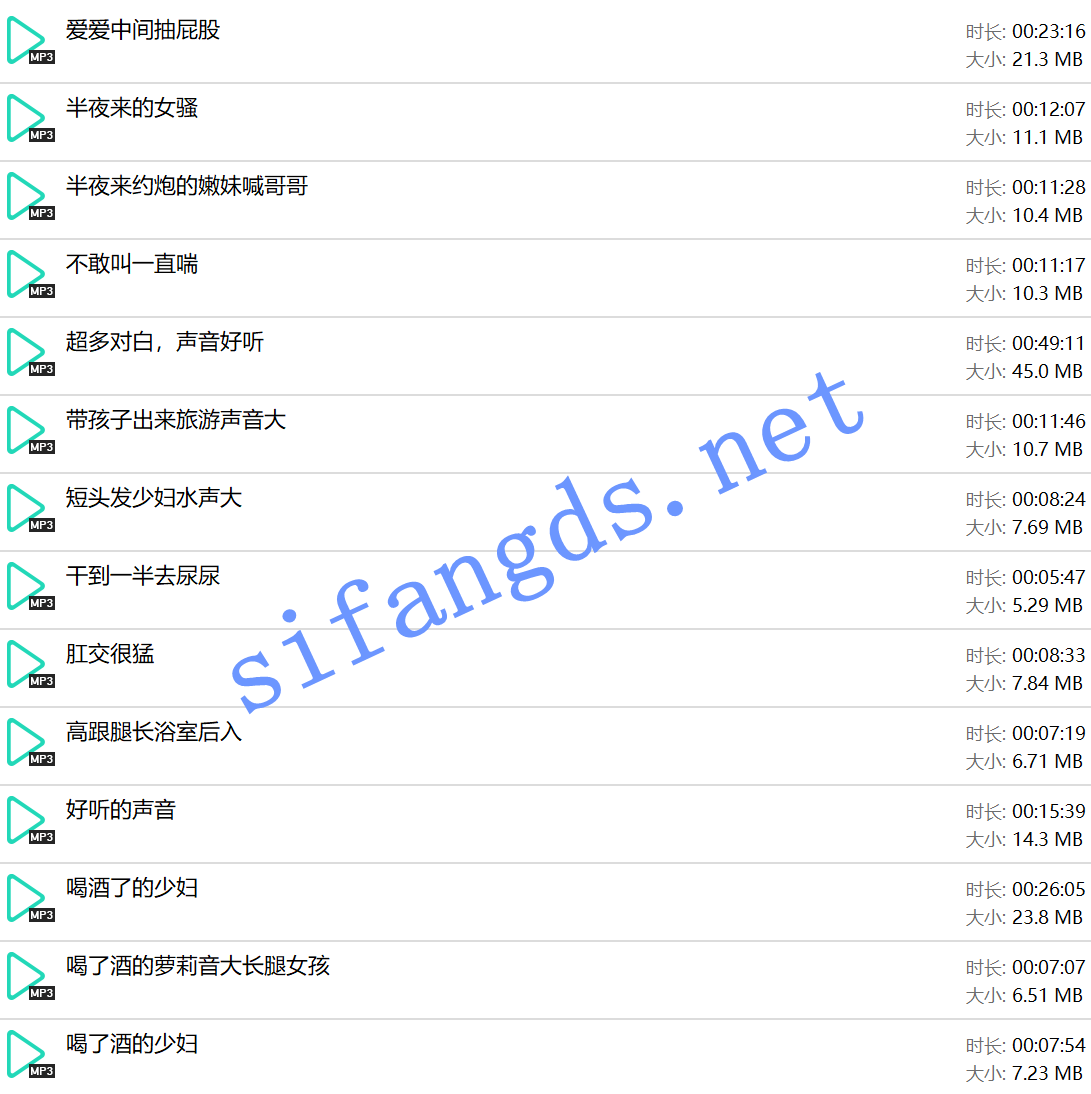 爱爱中间抽屁股
时长: 00:23:16
大小: 21.3 MB
MP3
半夜来的女骚
时长: 00:12:07
大小: 11.1 MB
MP3
半夜来约炮的嫩妹喊哥哥
时长: 00:11:28
大小: 10.4 MB
MP3
不敢叫一直喘
时长: 00:11:17
大小: 10.3 MB
MP3
超多对白，声音好听
时长: 00:49:11
大小: 45.0 MB
MP3
带孩子出来旅游声音大
时长: 00:11:46
大小: 10.7 MB
MP3
短头发少妇水声大
时长: 00:08:24
大小: 7.69 MB
MP3
干到一半去尿尿
时长: 00:05:47
大小: 5.29 MB
MP3
肛交很猛
时长: 00:08:33
大小: 7.84 MB
MP3
高跟腿长浴室后入
时长: 00:07:19
大小: 6.71 MB
MP3
好听的声音
时长: 00:15:39
大小: 14.3 MB
MP3
喝酒了的少妇
时长: 00:26:05
大小: 23.8 MB
MP3
喝了酒的萝莉音大长腿女孩
时长: 00:07:07
大小: 6.51 MB
MP3
喝了酒的少妇
时长: 00:07:54
大小: 7.23 MB
MP3
sifangds.net